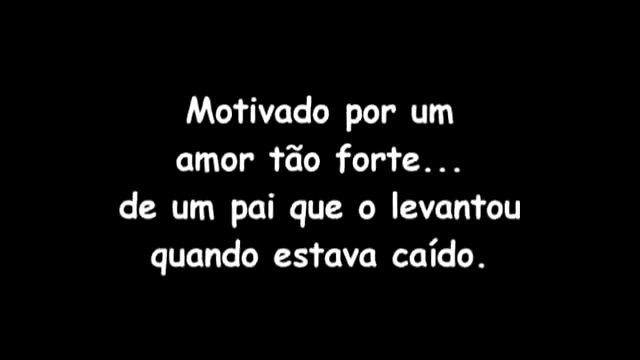 Motivado por um
amor tão forte...
de um pai que o levantou
quando estava caído.